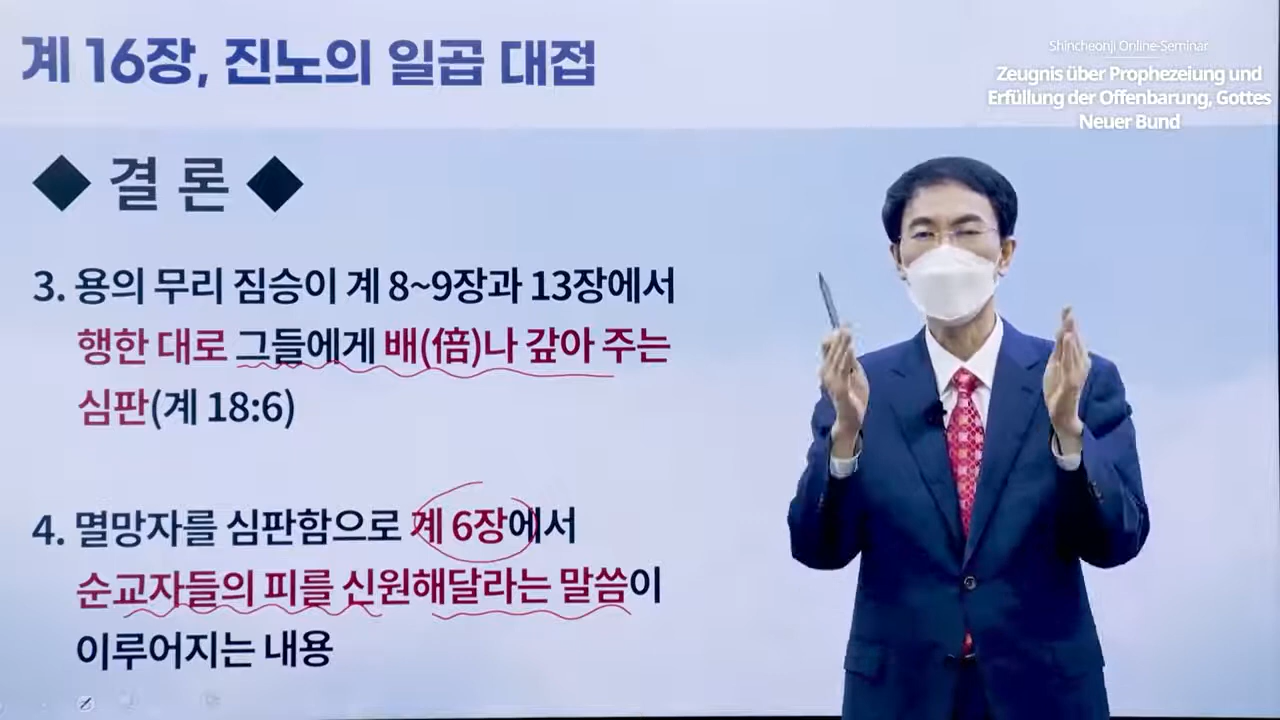 계 16장, 진노의 일곱 대접
Shincheonji Online-Seminar
Zeugnis über Prophezeiung und
Erfüllung der Offenbarung, Gottes
Neuer Bund
◆ 결 론 ◆
3. 용의 무리 짐승이 계 8~9장과 13장에서
행한 대로 그들에게 배(倍)나 갚아 주는
심판(계 18:6)
4. 멸망자를 심판함으로 계 6장에서
순교자들의 피를 신원해달라는 말씀이
이루어지는 내용